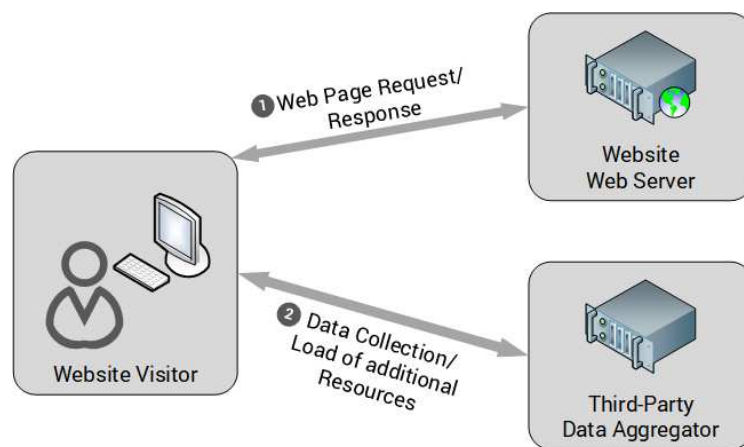 1 Web Page Request/
Response
Website
Web Server
Website Visitor
2 Data Collection/
Load of additional
Resources
Third-Party
Data Aggregator